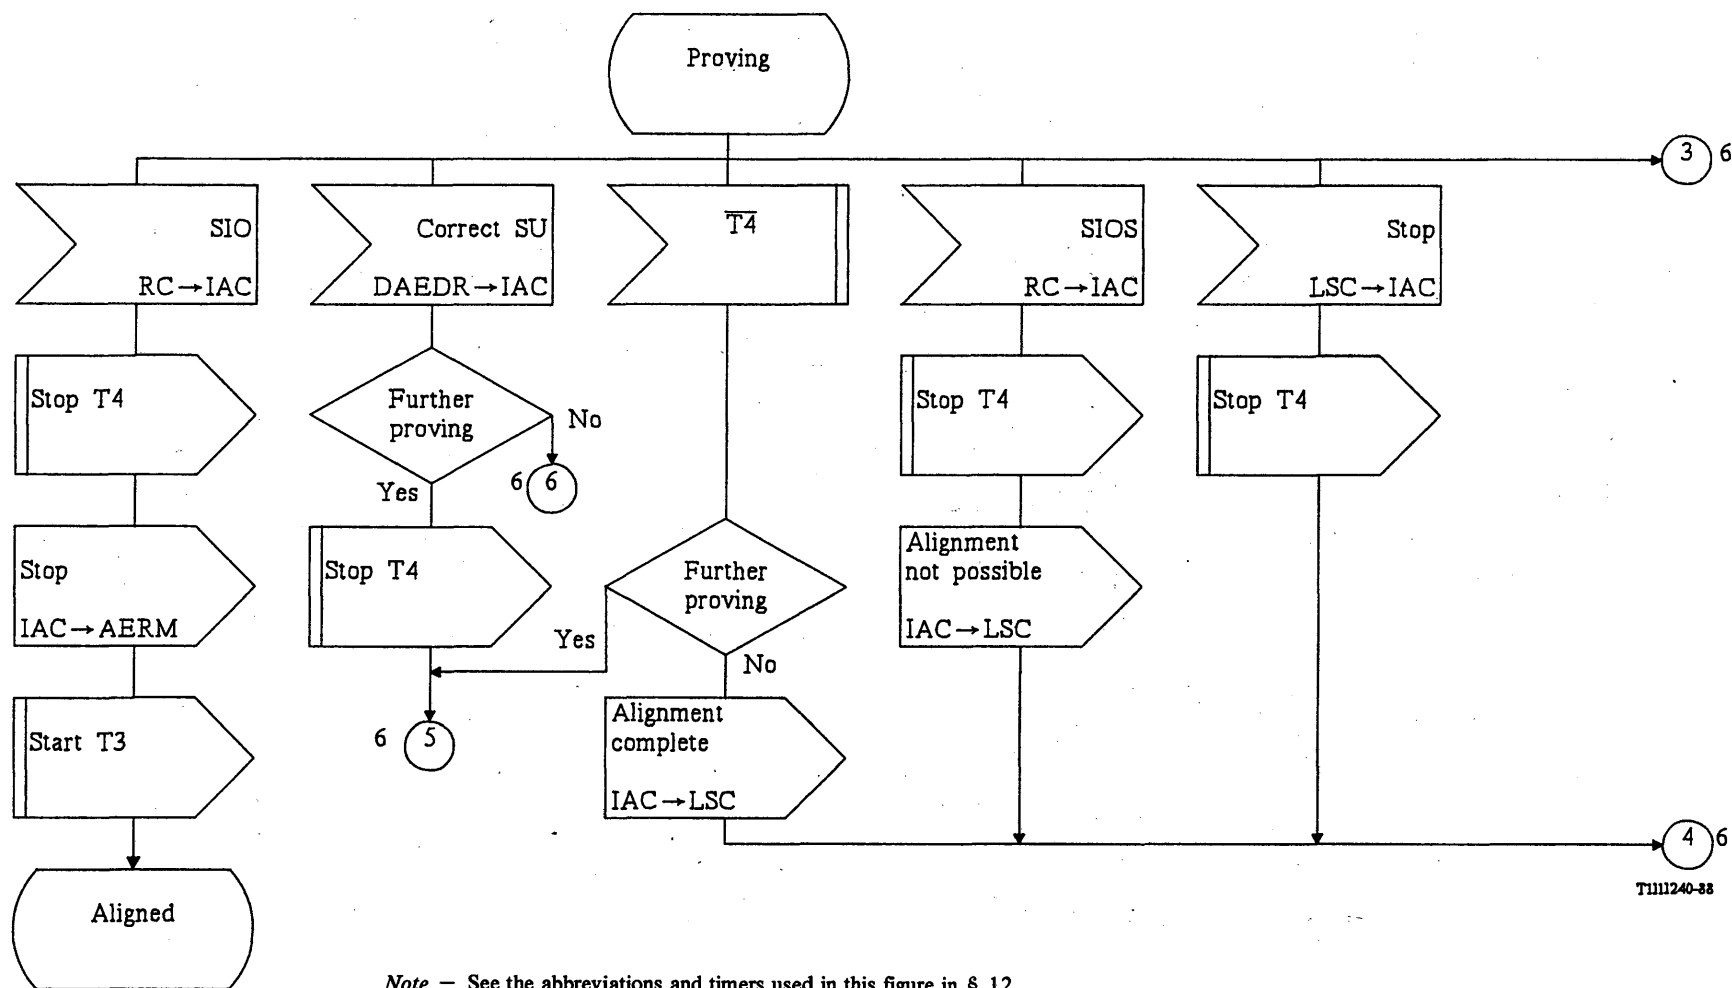 Proving
3 6
SIO
RC→IAC
Correct SU
DAEDR→IAC
T4
SIOS
RC→IAC
Stop
LSC→IAC
Stop T4
Further
proving
No
Yes
6 6
Stop T4
Stop T4
Stop
IAC→AERM
Stop T4
Further
proving
Yes
No
Alignment
not possible
IAC→LSC
Start T3
6 5
Alignment
complete
IAC→LSC
4 6
T1111240-88
Aligned
Note — See the abbreviations and timers used in this figure in § 12.